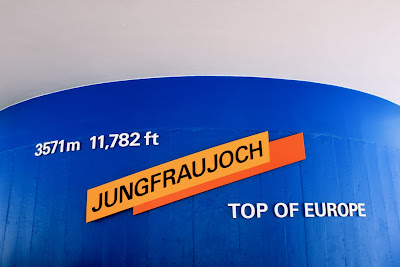 3571m 11,782 ft
JUNGFRAUJOCH
TOP OF EUROPE